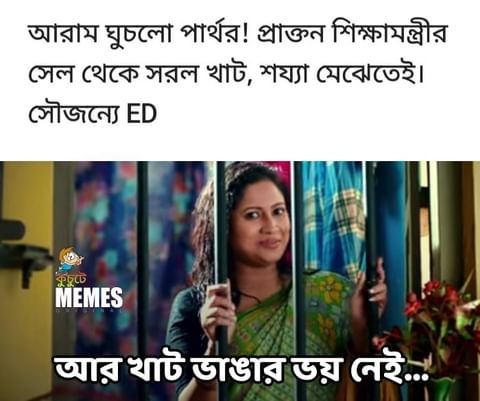 আরাম ঘুচলো পার্থর! প্রাক্তন শিক্ষামন্ত্রীর
সেল থেকে সরল খাট, শয্যা মেঝেতেই।
সৌজন্যে ED
কুচুটে
MEMES
ORIGINAL
আর খাট ভাঙার ভয় নেই...